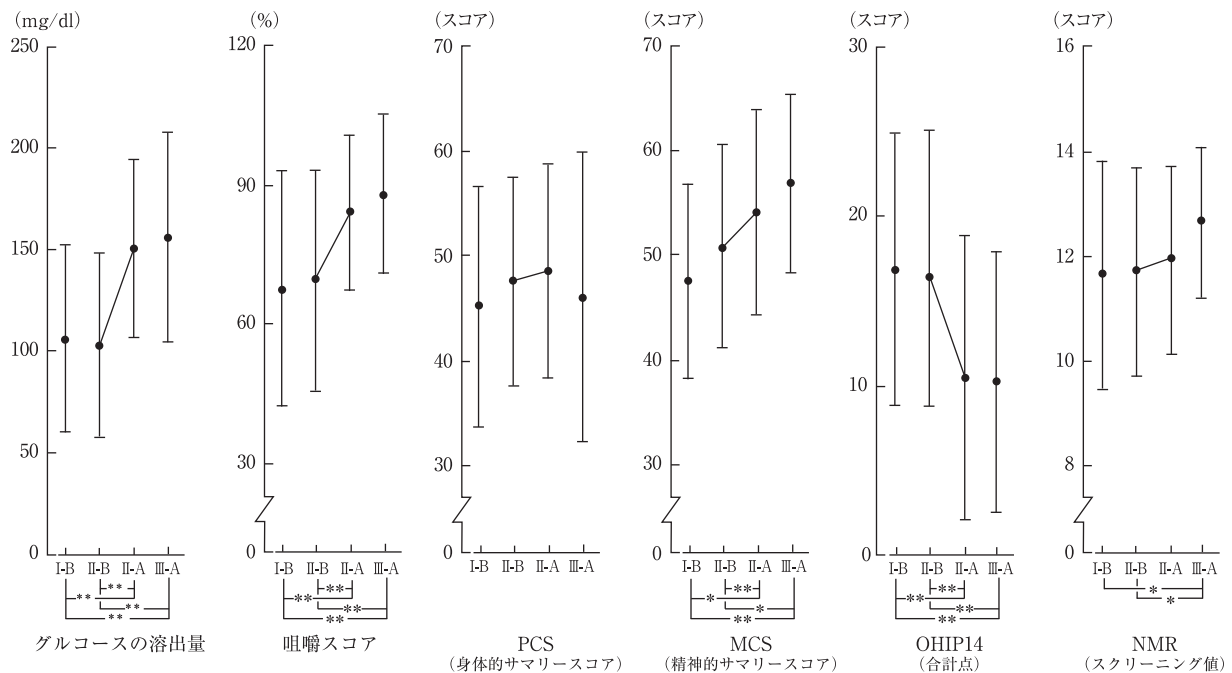 (mg/dl)
250
200
150
100
50
0
I-B II-B II-A III-A
**
**
**
**
グルコースの溶出量
(%)
120
90
60
30
0
I-B II-B II-A III-A
**
**
**
**
咀嚼スコア
(スコア)
70
60
50
40
30
0
I-B II-B II-A III-A
PCS
(身体的サマリースコア)
(スコア)
70
60
50
40
30
0
I-B II-B II-A III-A
**
*
*
**
MCS
(精神的サマリースコア)
(スコア)
30
20
10
0
I-B II-B II-A III-A
**
**
**
**
OHIP14
(合計点)
(スコア)
16
14
12
10
8
0
I-B II-B II-A III-A
*
*
NMR
(スクリーニング値)